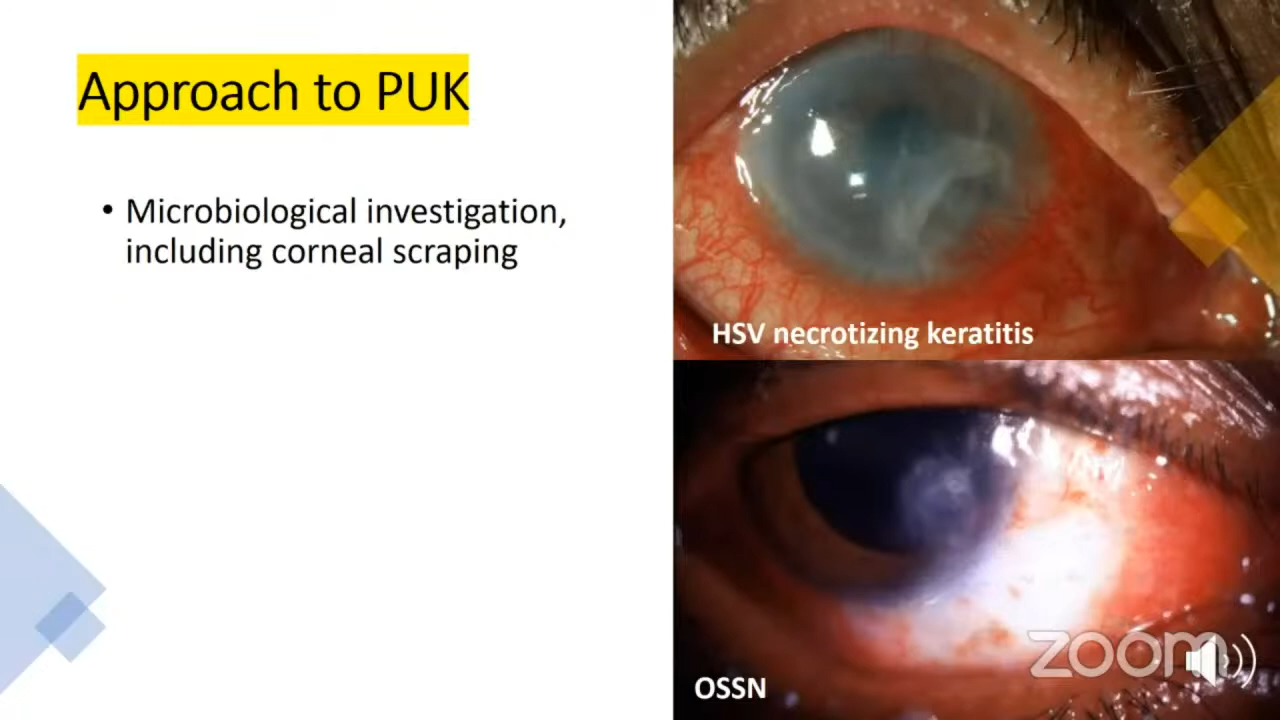 Approach to PUK
• Microbiological investigation,
including corneal scraping
HSV necrotizing keratitis
OSSN
zoom